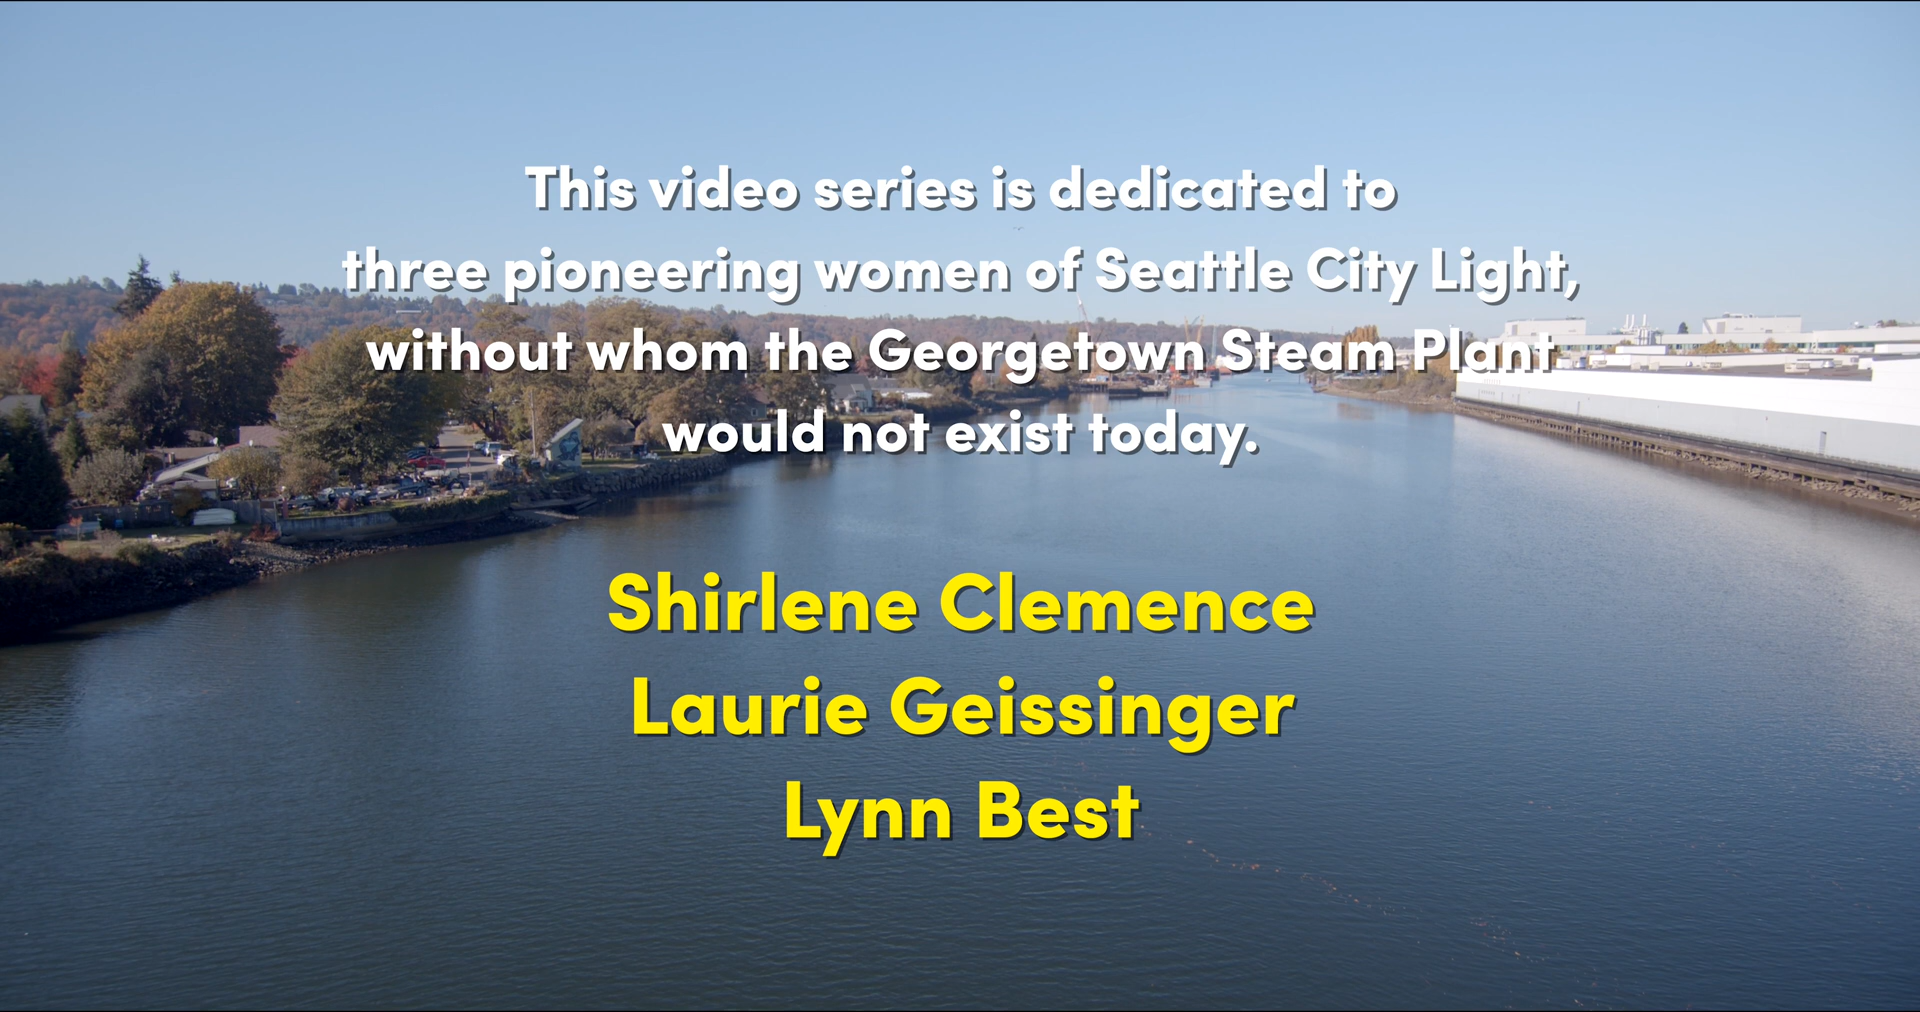 This video series is dedicated to
three pioneering women of Seattle City Light,
without whom the Georgetown Steam Plant
would not exist today.
Shirlene Clemence
Laurie Geissinger
Lynn Best